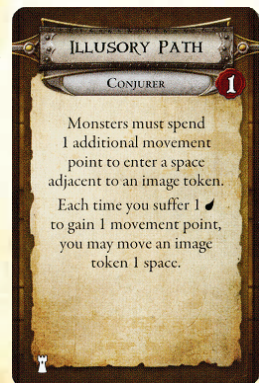 Illusory Path
Conjurer
1
Monsters must spend
1 additional movement
point to enter a space
adjacent to an image token.
Each time you suffer 1
to gain 1 movement point,
you may move an image
token 1 space.